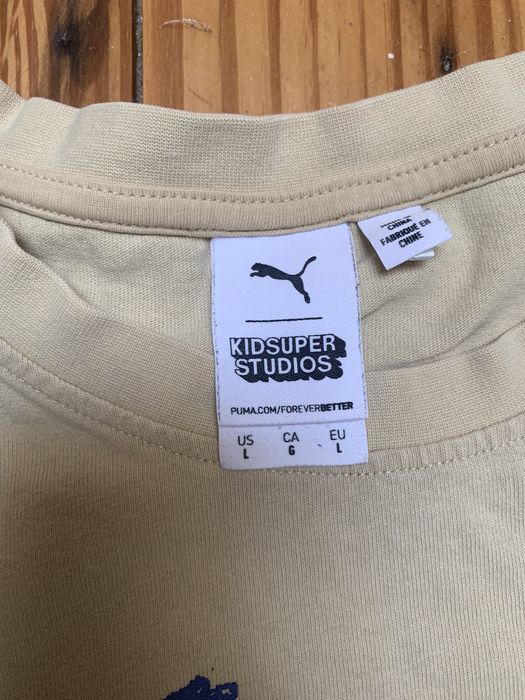 CHINA
FABRIQUÉ EN
CHINE
KIDSUPER
STUDIOS
PUMA.COM/FOREVERBETTER
US CA EU
L G L